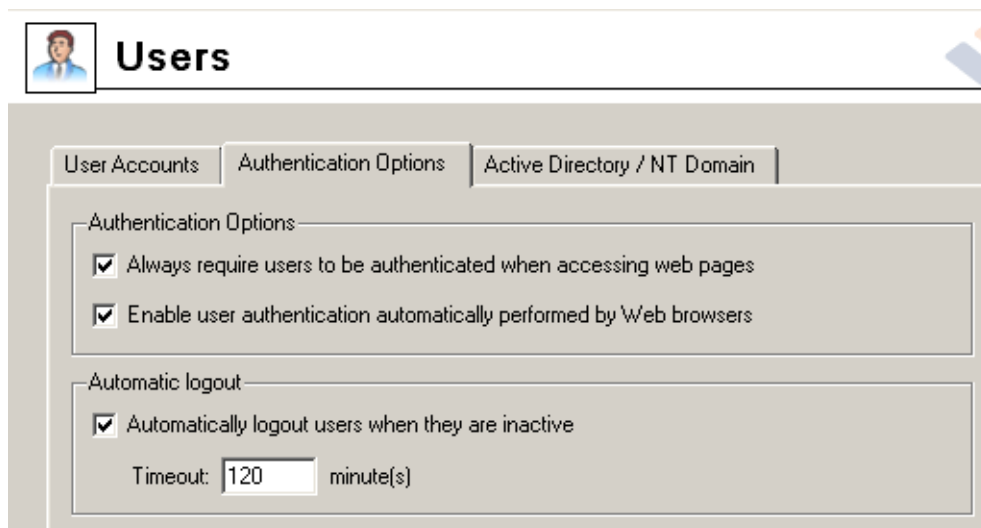 Users
User Accounts Authentication Options Active Directory / NT Domain
Authentication Options
Always require users to be authenticated when accessing web pages
Enable user authentication automatically performed by Web browsers
Automatic logout
Automatically logout users when they are inactive
Timeout: 120 minute(s)